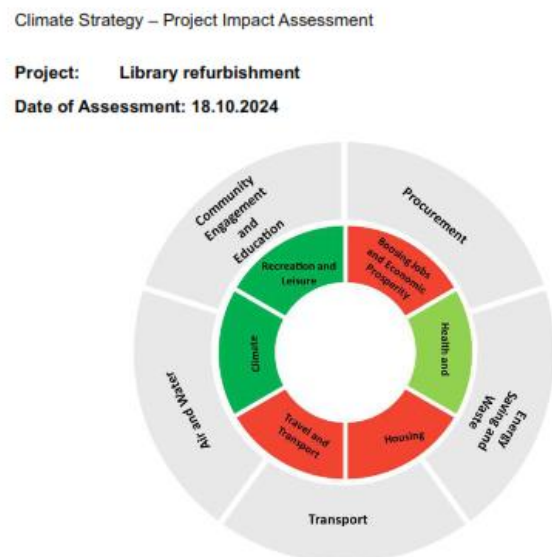 Climate Strategy – Project Impact Assessment
Project: Library refurbishment
Date of Assessment: 18.10.2024
Community
Engagement
and
Education
Procurement
Recreation and
Leisure
Boosing Jobs
and Economic
Prosperity
Climate
Health and
Air and Water
Energy
Saving and
Waste
Travel and
Transport
Housing
Transport